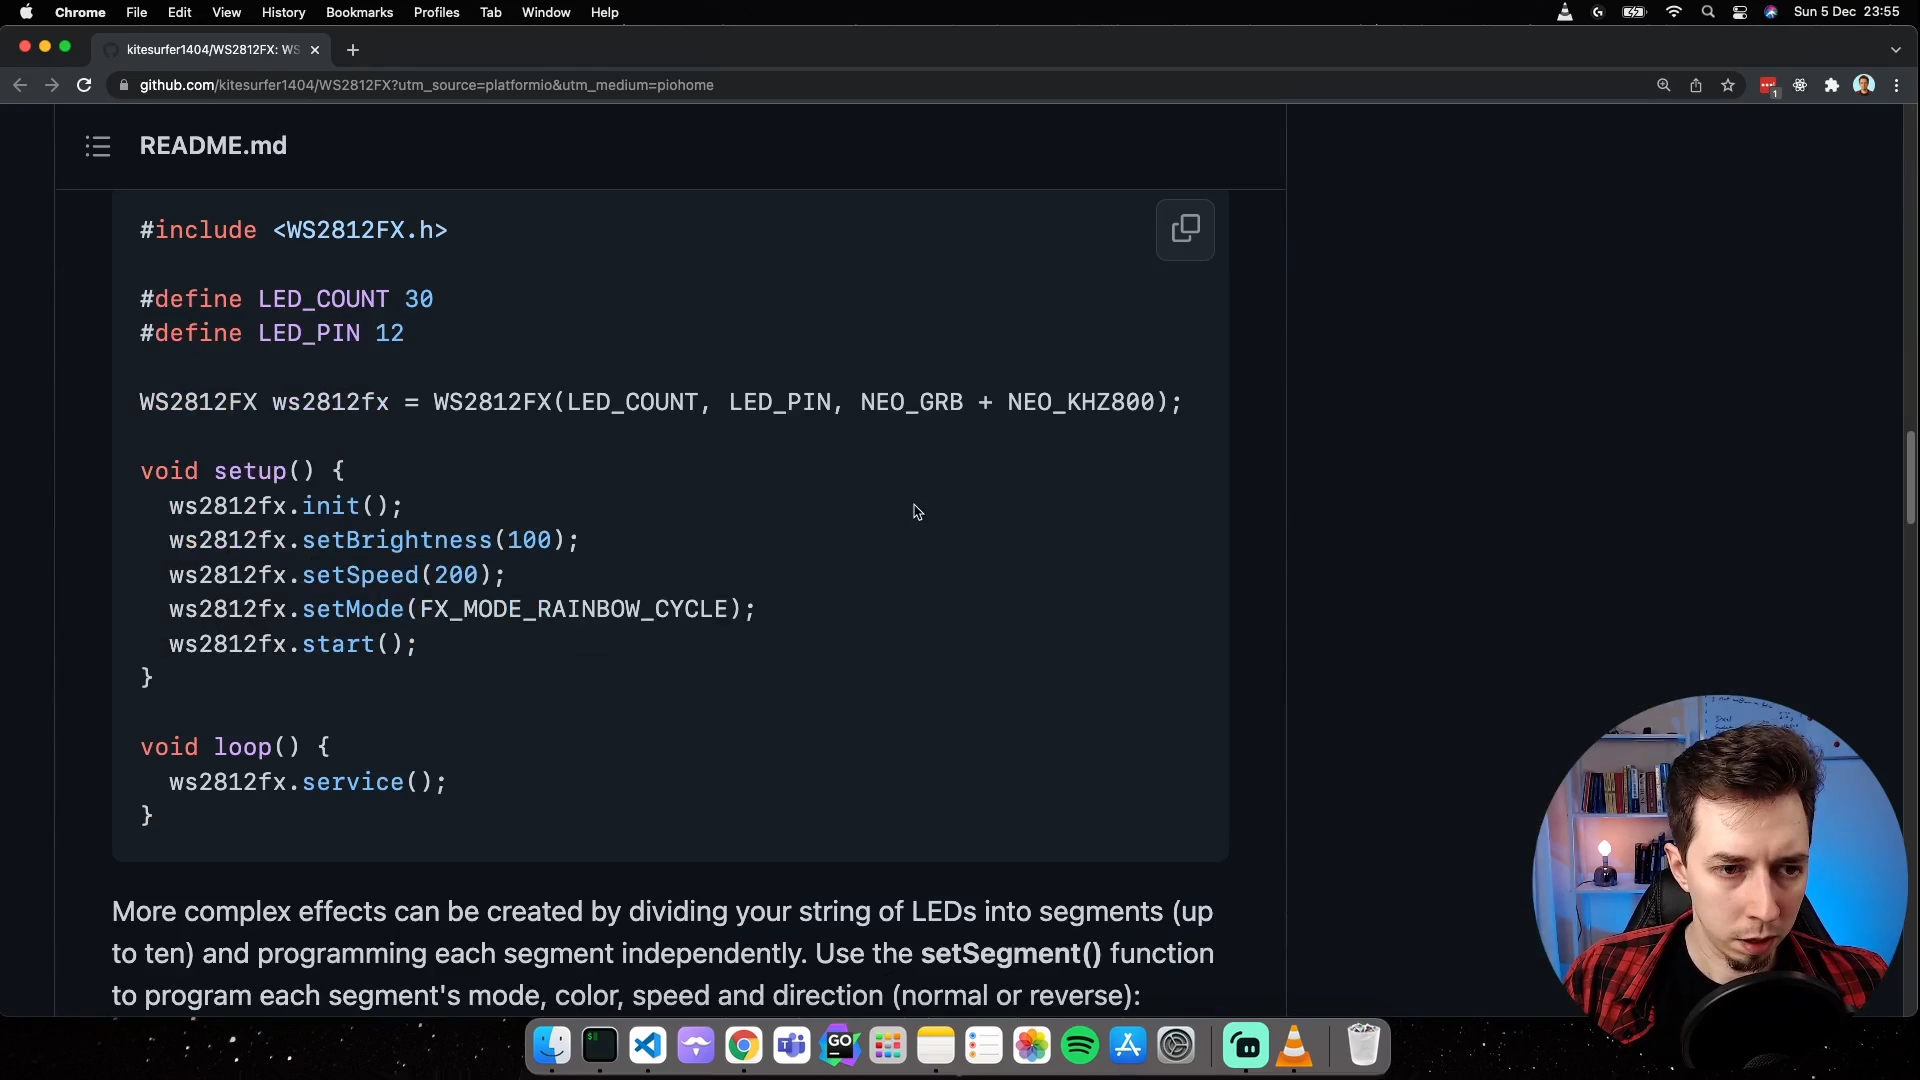 Chrome File Edit View History Bookmarks Profiles Tab Window Help
Sun 5 Dec 23:55
kitesurfer1404/WS2812FX: WS
github.com/kitesurfer1404/WS2812FX?utm_source=platformio&utm_medium=piohome
1
README.md
#include <WS2812FX.h>
#define LED_COUNT 30
#define LED_PIN 12
WS2812FX ws2812fx = WS2812FX(LED_COUNT, LED_PIN, NEO_GRB + NEO_KHZ800);
void setup() {
ws2812fx.init();
ws2812fx.setBrightness(100);
ws2812fx.setSpeed(200);
ws2812fx.setMode(FX_MODE_RAINBOW_CYCLE);
ws2812fx.start();
}
void loop() {
ws2812fx.service();
}
More complex effects can be created by dividing your string of LEDs into segments (up
to ten) and programming each segment independently. Use the setSegment() function
to program each segment's mode, color, speed and direction (normal or reverse):
$
GO